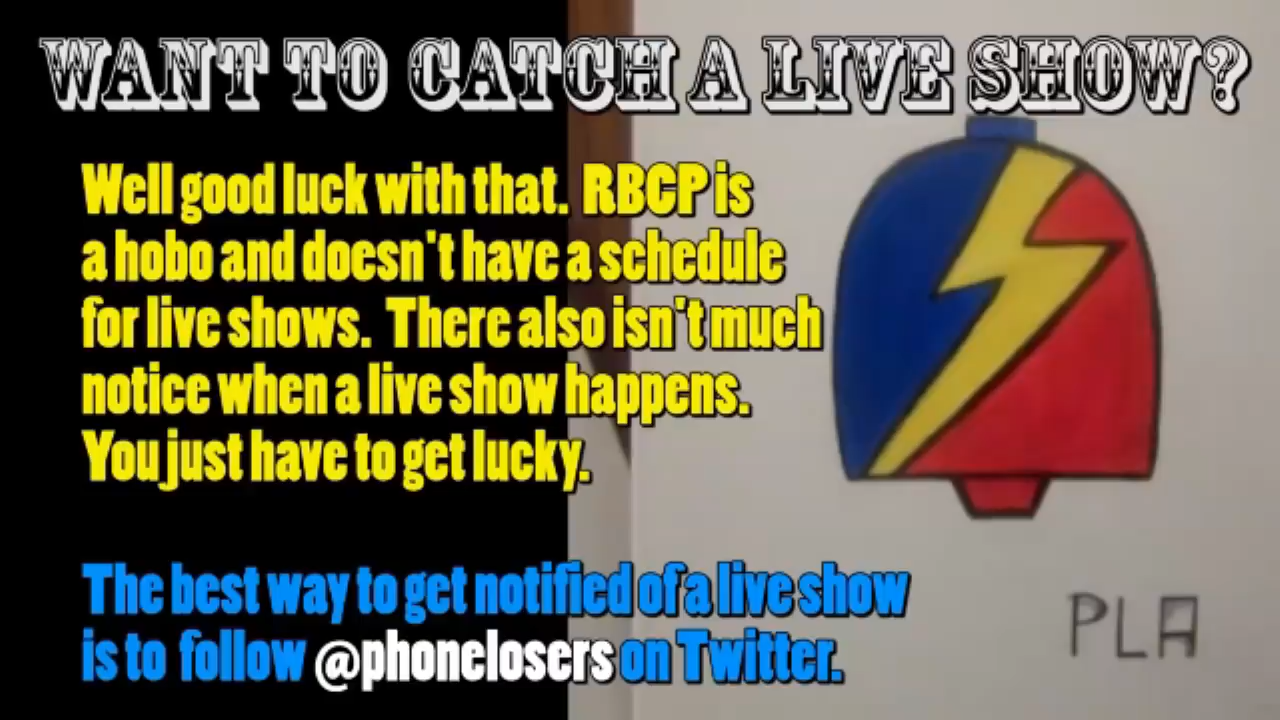 WANT TO CATCH A LIVE SHOW?
Well good luck with that. RBCP is
a hobo and doesn't have a schedule
for live shows. There also isn't much
notice when a live show happens.
You just have to get lucky.
The best way to get notified of a live show
is to follow @phonelosers on Twitter.
PLA